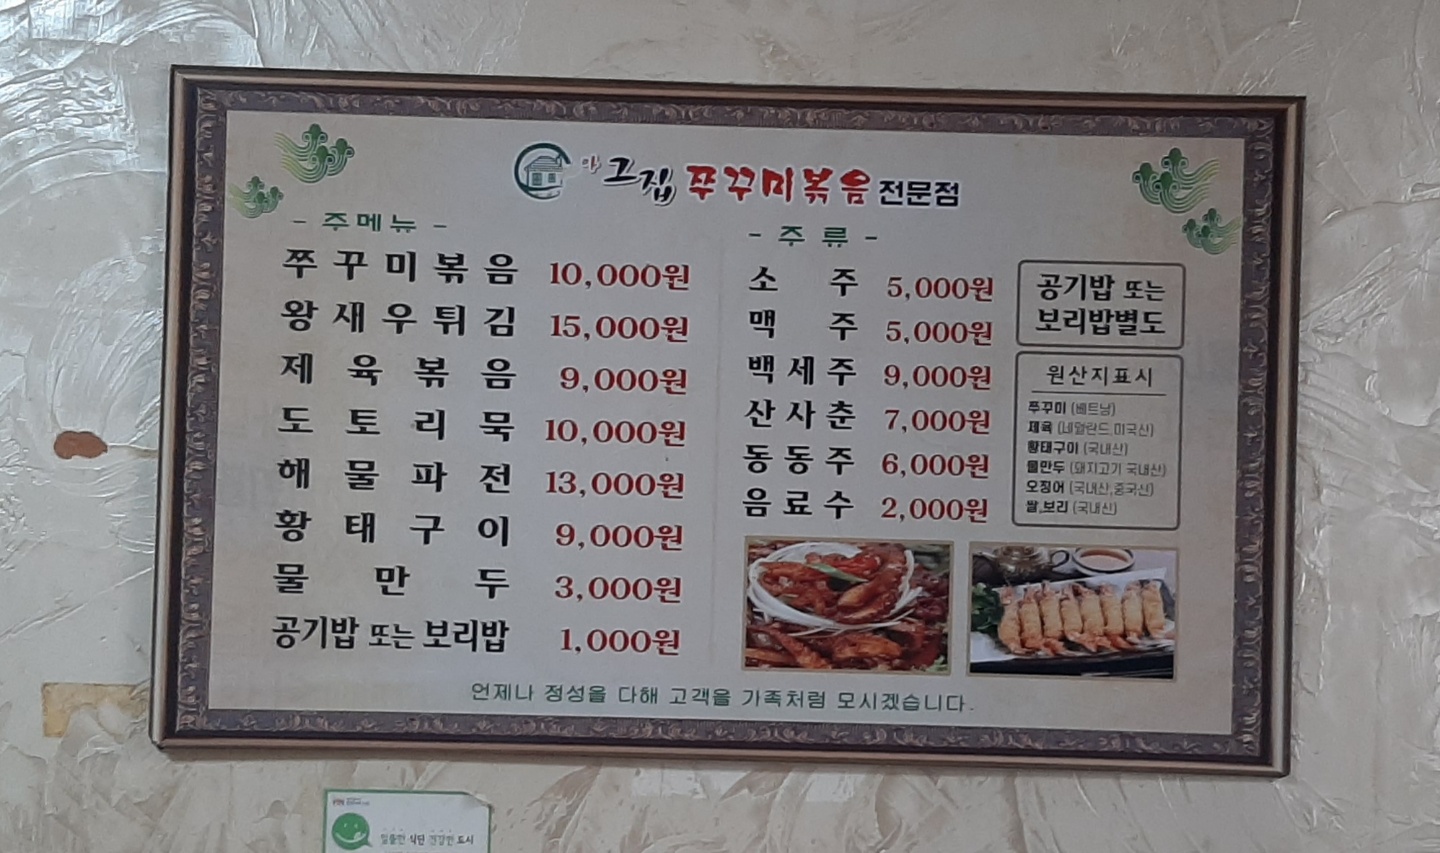 그집 쭈꾸미볶음 전문점
- 주메뉴 -
쭈꾸미볶음 10,000원
왕새우튀김 15,000원
제육볶음 9,000원
도토리묵 10,000원
해물파전 13,000원
황태구이 9,000원
물만두 3,000원
공기밥 또는 보리밥 1,000원
- 주류 -
소주 5,000원
맥주 5,000원
백세주 9,000원
산사춘 7,000원
동동주 6,000원
음료수 2,000원
공기밥 또는
보리밥별도
원산지표시
쭈꾸미 (베트남)
제육 (네덜란드 미국산)
황태구이 (국내산)
물만두 (돼지고기 국내산)
오징어 (국내산,중국산)
쌀,보리 (국내산)
언제나 정성을 다해 고객을 가족처럼 모시겠습니다.
알뜰한 식단 건강한 도시